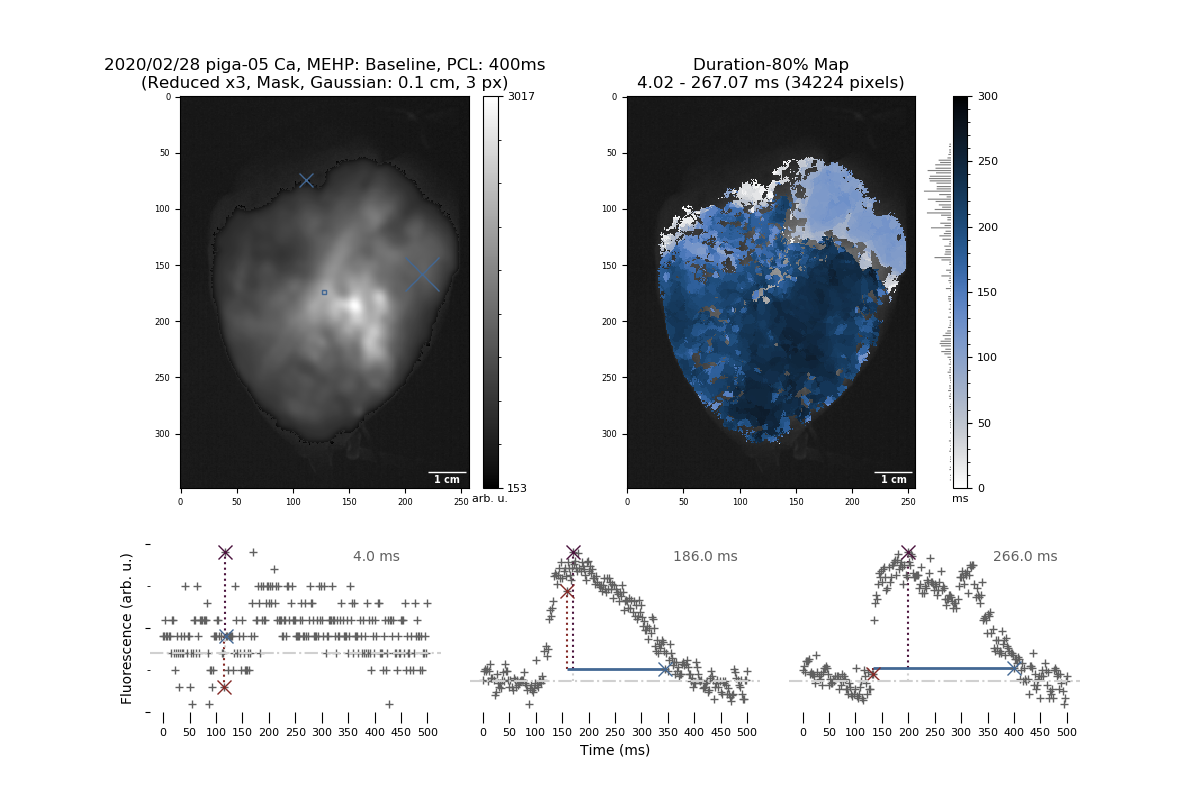 2020/02/28 piga-05 Ca, MEHP: Baseline, PCL: 400ms
(Reduced x3, Mask, Gaussian: 0.1 cm, 3 px)
0
50
100
150
200
250
300
0 50 100 150 200 250
1 cm
3017
153
arb. u.
Duration-80% Map
4.02 - 267.07 ms (34224 pixels)
0
50
100
150
200
250
300
0 50 100 150 200 250
1 cm
300
250
200
150
100
50
0
ms
Fluorescence (arb. u.)
4.0 ms
0 50 100 150 200 250 300 350 400 450 500
186.0 ms
0 50 100 150 200 250 300 350 400 450 500
266.0 ms
0 50 100 150 200 250 300 350 400 450 500
Time (ms)